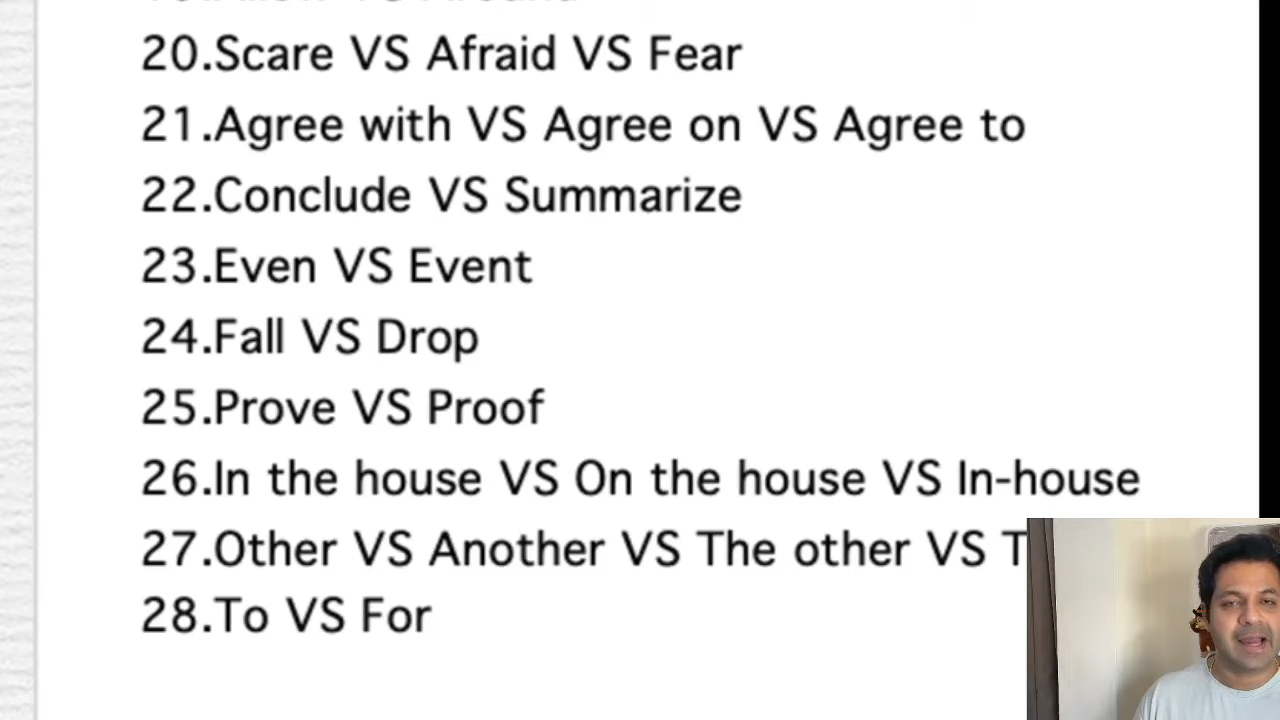 20.Scare VS Afraid VS Fear
21.Agree with VS Agree on VS Agree to
22.Conclude VS Summarize
23.Even VS Event
24.Fall VS Drop
25.Prove VS Proof
26.In the house VS On the house VS In-house
27.Other VS Another VS The other VS
28.To VS For